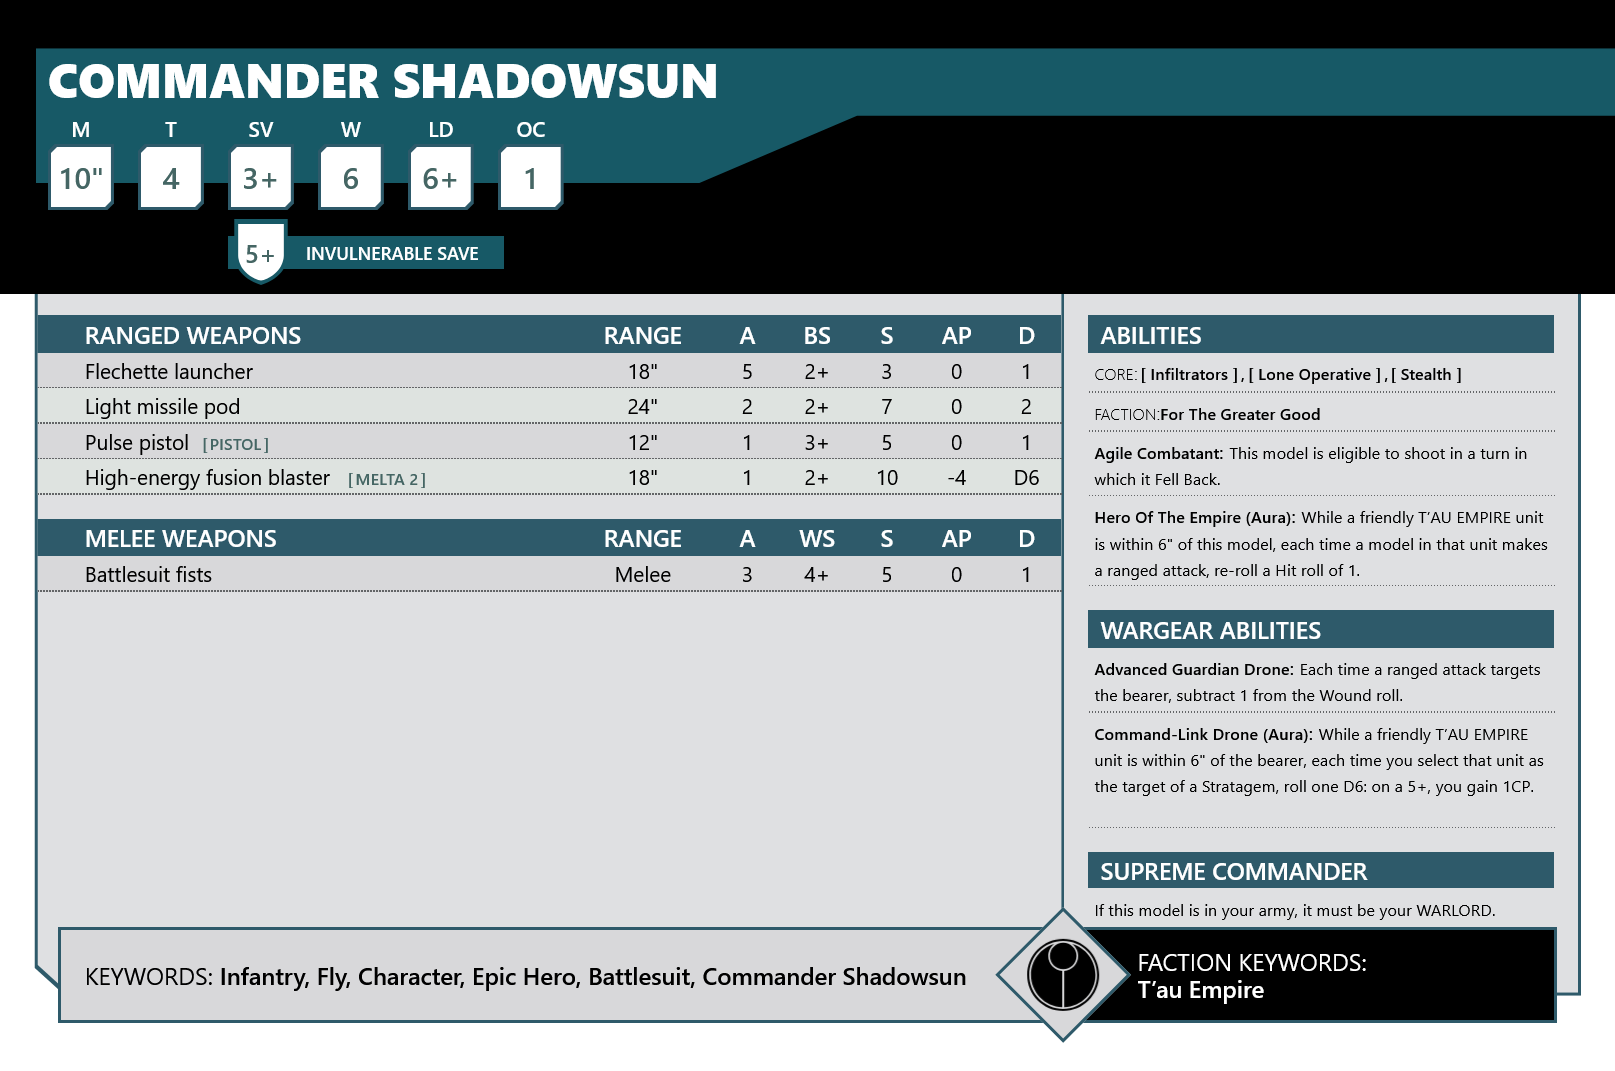 COMMANDER SHADOWSUN
M T SV W LD OC
10" 4 3+ 6 6+ 1
5+ INVULNERABLE SAVE
RANGED WEAPONS RANGE A BS S AP D
Flechette launcher 18" 5 2+ 3 0 1
Light missile pod 24" 2 2+ 7 0 2
Pulse pistol [PISTOL] 12" 1 3+ 5 0 1
High-energy fusion blaster [MELTA 2] 18" 1 2+ 10 -4 D6
MELEE WEAPONS RANGE A WS S AP D
Battlesuit fists Melee 3 4+ 5 0 1
ABILITIES
CORE: [ Infiltrators ] , [ Lone Operative ] , [ Stealth ]
FACTION:For The Greater Good
Agile Combatant: This model is eligible to shoot in a turn in
which it Fell Back.
Hero Of The Empire (Aura): While a friendly T’AU EMPIRE unit
is within 6" of this model, each time a model in that unit makes
a ranged attack, re-roll a Hit roll of 1.
WARGEAR ABILITIES
Advanced Guardian Drone: Each time a ranged attack targets
the bearer, subtract 1 from the Wound roll.
Command-Link Drone (Aura): While a friendly T’AU EMPIRE
unit is within 6" of the bearer, each time you select that unit as
the target of a Stratagem, roll one D6: on a 5+, you gain 1CP.
SUPREME COMMANDER
If this model is in your army, it must be your WARLORD.
KEYWORDS: Infantry, Fly, Character, Epic Hero, Battlesuit, Commander Shadowsun
FACTION KEYWORDS:
T’au Empire